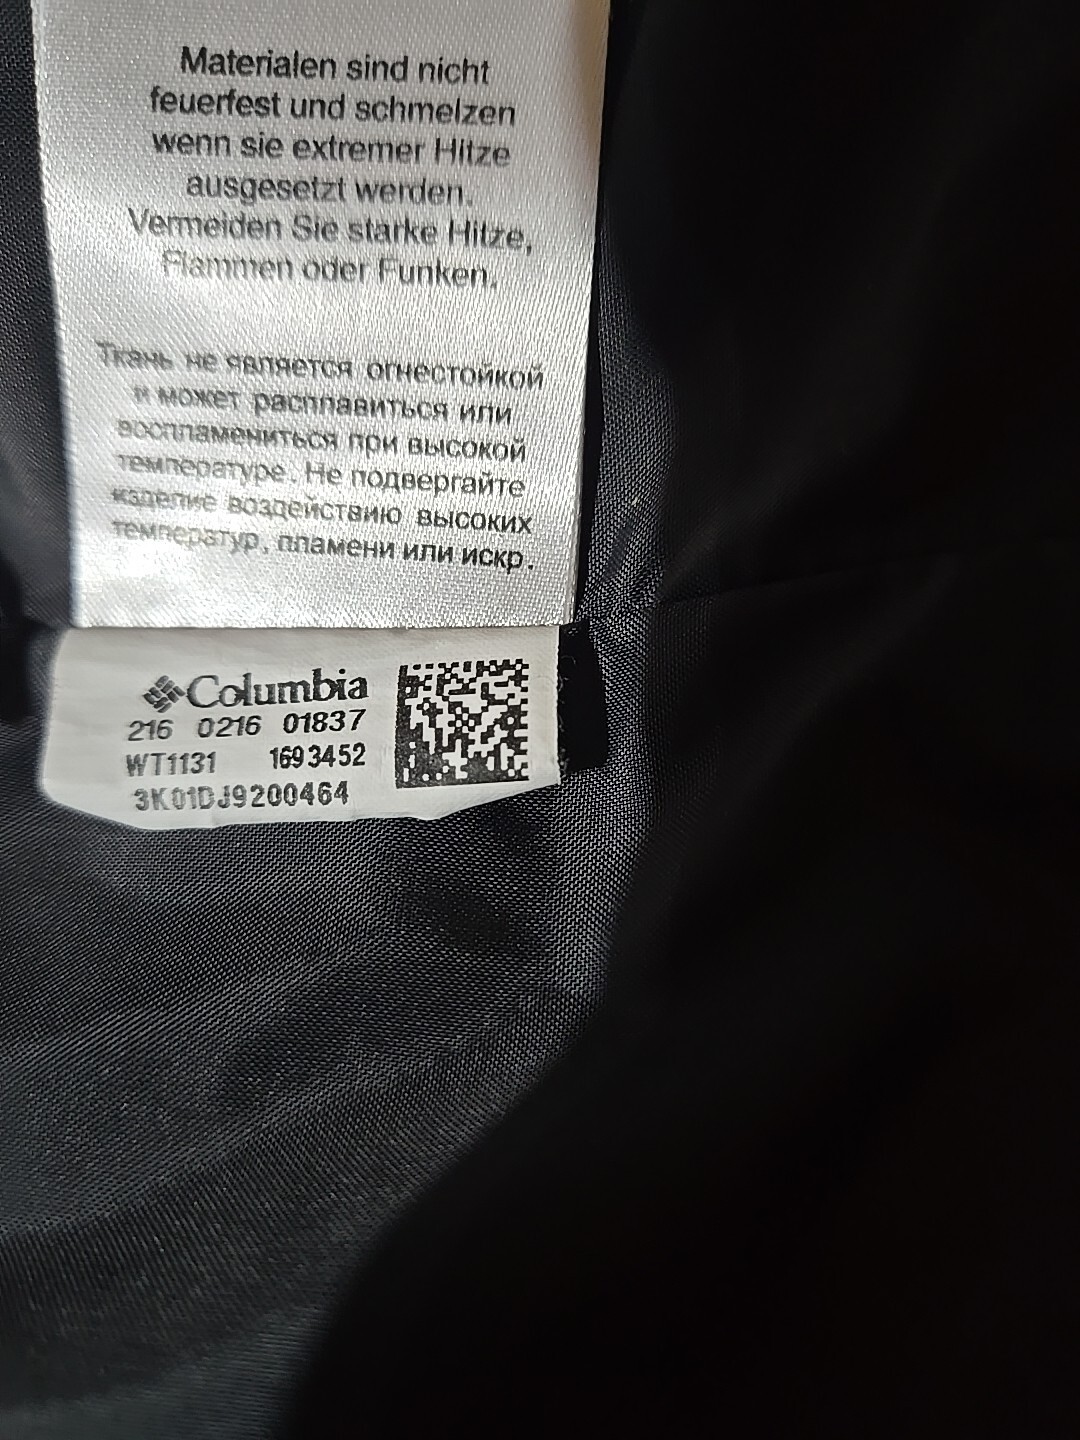 Materialen sind nicht
feuerfest und schmelzen
wenn sie extremer Hitze
ausgesetzt werden.
Vermeiden Sie starke Hitze,
Flammen oder Funken.
Ткань не является огнестойкой
и может расплавиться или
воспламениться при высокой
температуре. Не подвергайте
изделие воздействию высоких
температур, пламени или искр.
Columbia
216 0216 01837
WT1131 1693452
3K01DJ9200464